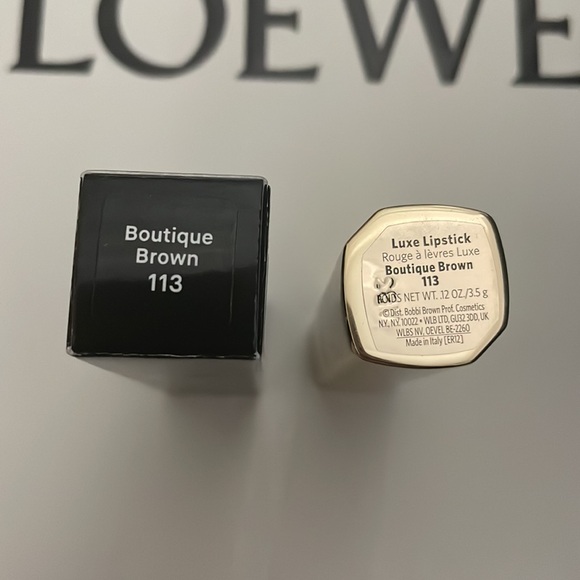 LOEWE
Boutique
Brown
113
Luxe Lipstick
Rouge à lèvres Luxe
Boutique Brown
113
POIDS NET WT. .12 OZ./3.5 g
© Dist. Bobbi Brown Prof. Cosmetics
NY, NY, 10022 • WLB LTD, GU32 3DD, UK
WLBS NV, OEVEL BE-2260
Made in Italy [ER12]